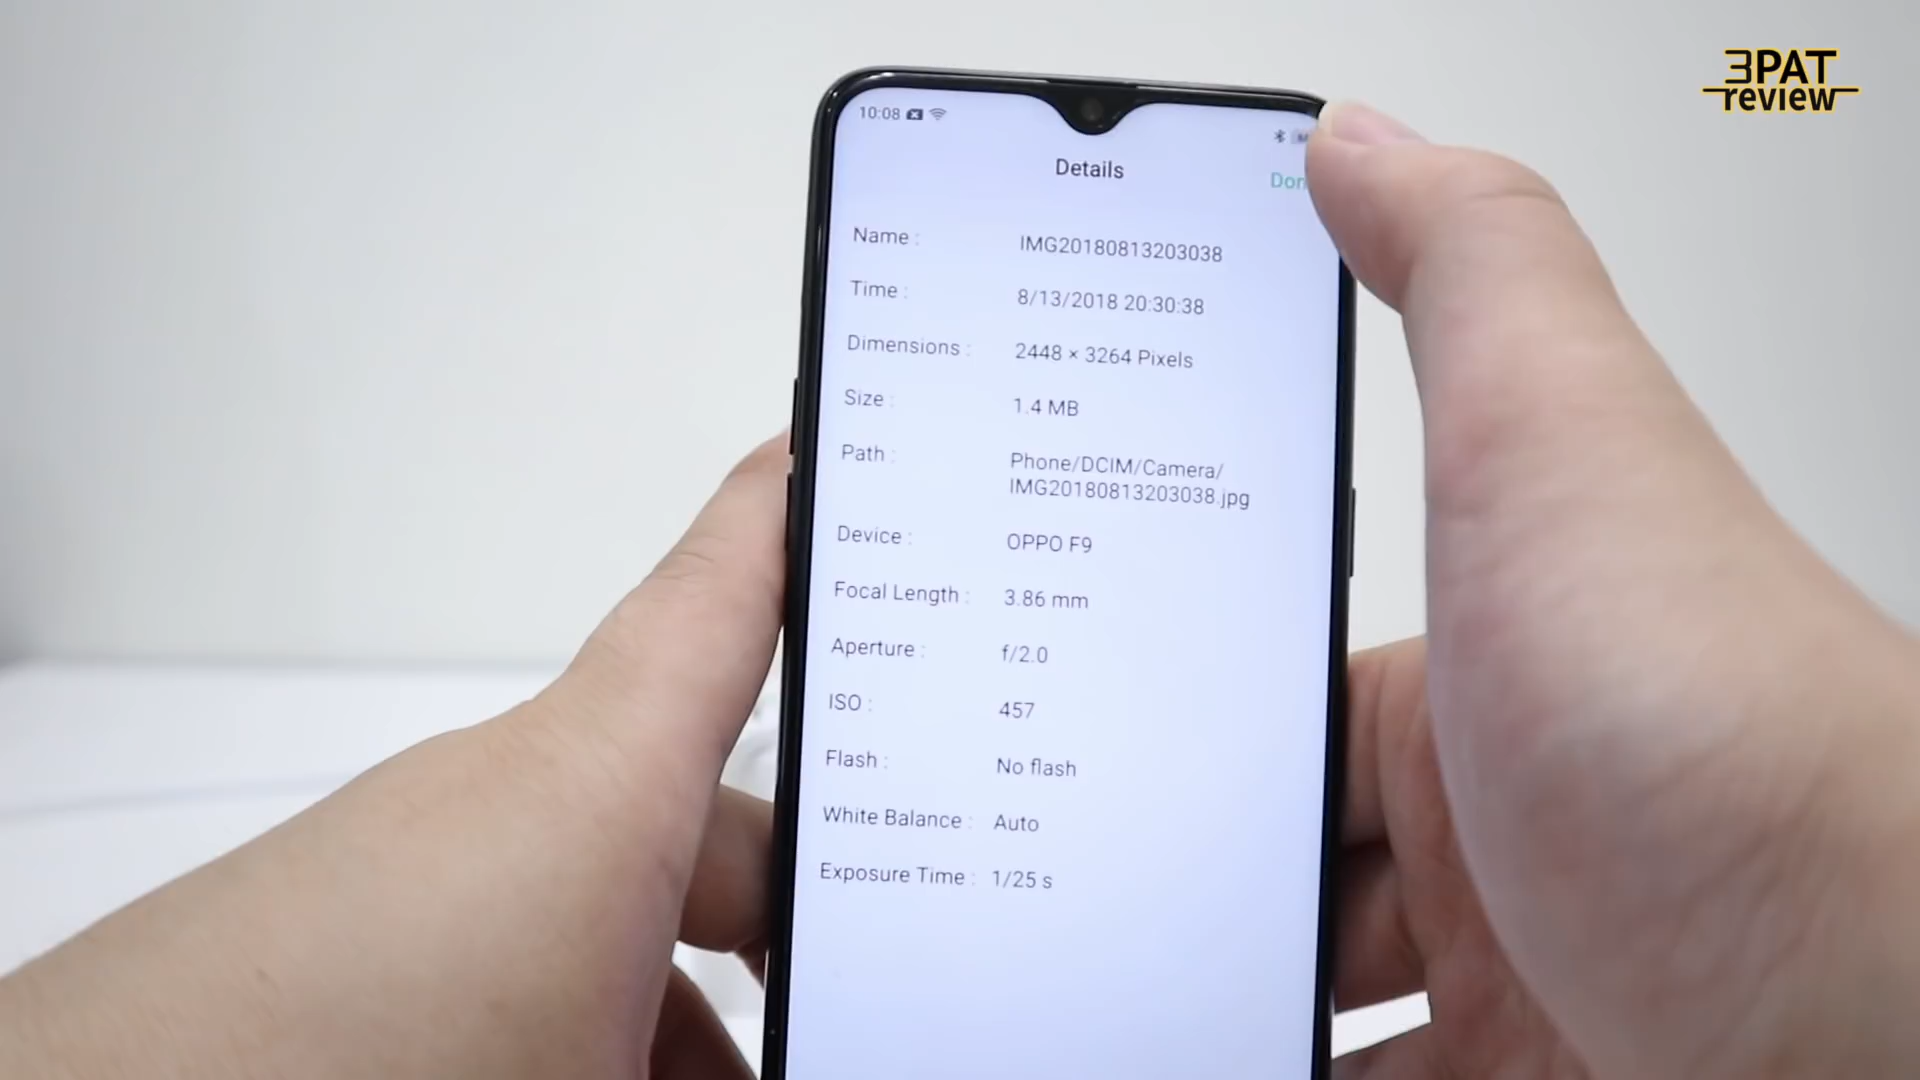 3PAT
review
10:08
Details
Name : IMG20180813203038
Time : 8/13/2018 20:30:38
Dimensions : 2448 × 3264 Pixels
Size : 1.4 MB
Path : Phone/DCIM/Camera/
IMG20180813203038.jpg
Device : OPPO F9
Focal Length : 3.86 mm
Aperture : f/2.0
ISO : 457
Flash : No flash
White Balance : Auto
Exposure Time : 1/25 s